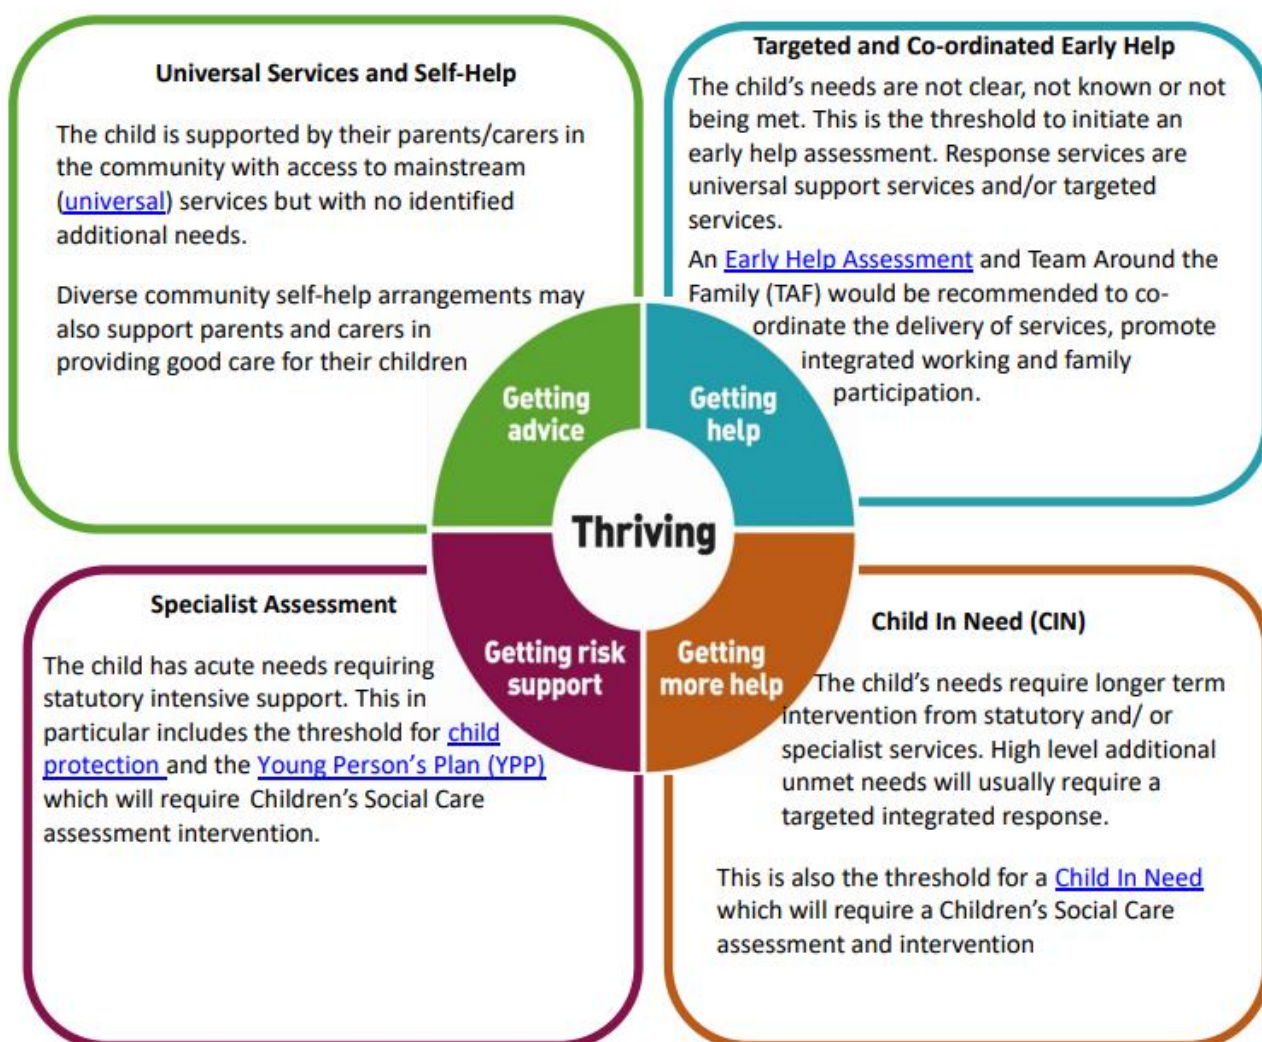 Universal Services and Self-Help
The child is supported by their parents/carers in
the community with access to mainstream
(universal) services but with no identified
additional needs.
Diverse community self-help arrangements may
also support parents and carers in
providing good care for their children
Targeted and Co-ordinated Early Help
The child’s needs are not clear, not known or not
being met. This is the threshold to initiate an
early help assessment. Response services are
universal support services and/or targeted
services.
An Early Help Assessment and Team Around the
Family (TAF) would be recommended to co-
ordinate the delivery of services, promote
integrated working and family
participation.
Getting
advice
Getting
help
Thriving
Getting risk
support
Getting
more help
Specialist Assessment
The child has acute needs requiring
statutory intensive support. This in
particular includes the threshold for child
protection and the Young Person’s Plan (YPP)
which will require Children’s Social Care
assessment intervention.
Child In Need (CIN)
The child’s needs require longer term
intervention from statutory and/ or
specialist services. High level additional
unmet needs will usually require a
targeted integrated response.
This is also the threshold for a Child In Need
which will require a Children’s Social Care
assessment and intervention